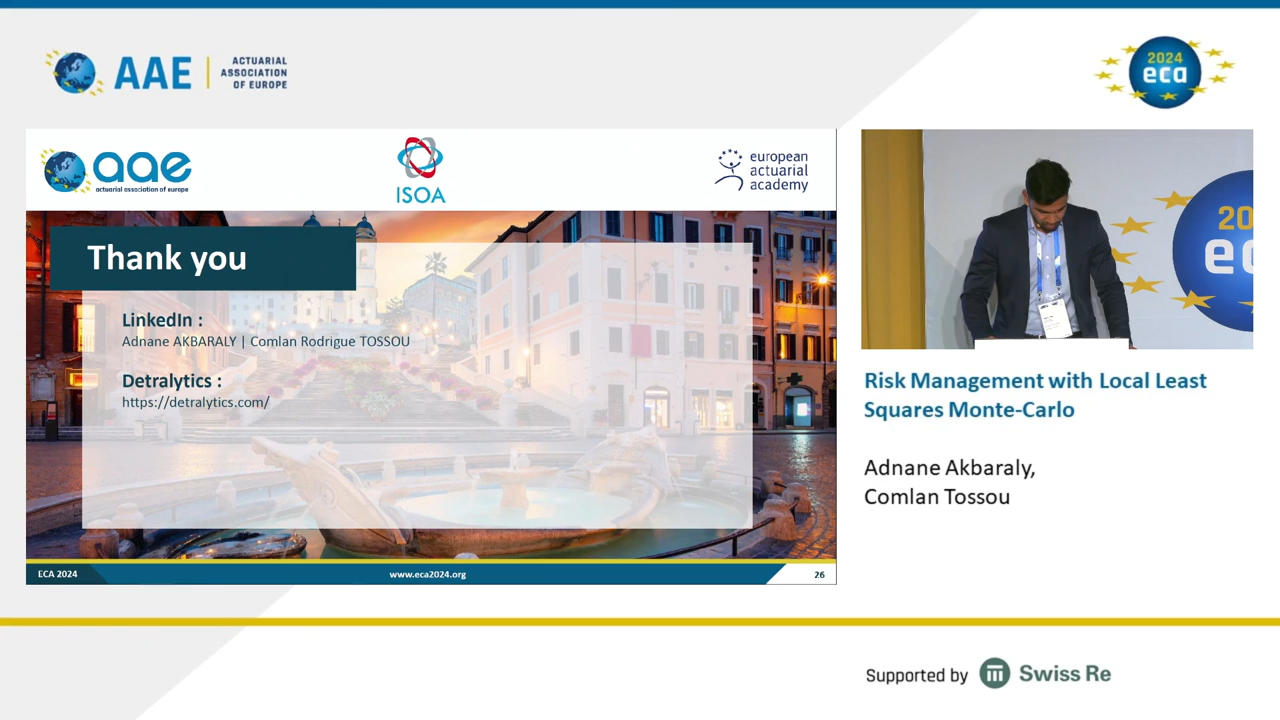 AAE
ACTUARIAL
ASSOCIATION
OF EUROPE
2024
eca
aae
actuarial association of europe
ISOA
european
actuarial
academy
Thank you
LinkedIn :
Adnane AKBARALY | Comlan Rodrigue TOSSOU
Detralytics :
https://detralytics.com/
ECA 2024
www.eca2024.org
26
20
ec
Risk Management with Local Least
Squares Monte-Carlo
Adnane Akbaraly,
Comlan Tossou
Supported by
Swiss Re